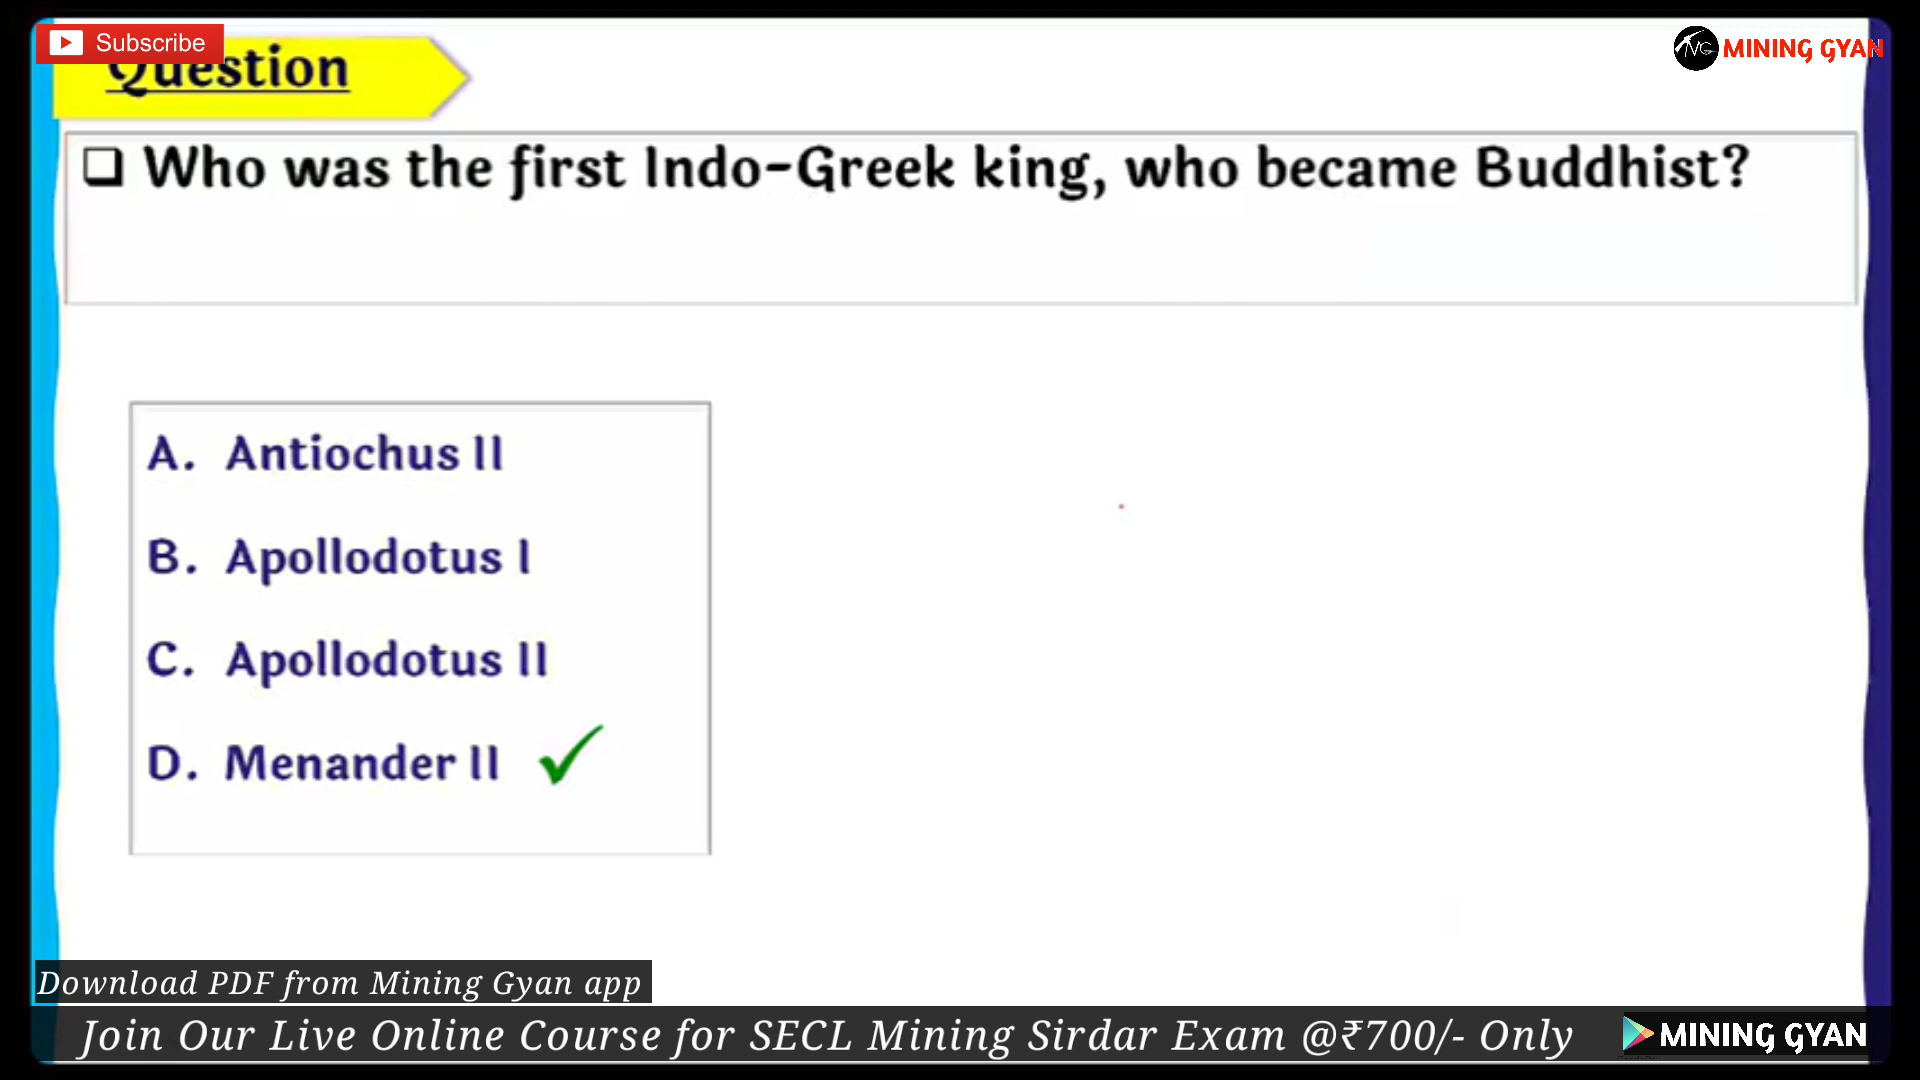 Subscribe
MINING GYAN
Question
Who was the first Indo-Greek king, who became Buddhist?
A. Antiochus II
B. Apollodotus I
C. Apollodotus II
D. Menander II
Download PDF from Mining Gyan app
Join Our Live Online Course for SECL Mining Sirdar Exam @₹700/- Only
MINING GYAN